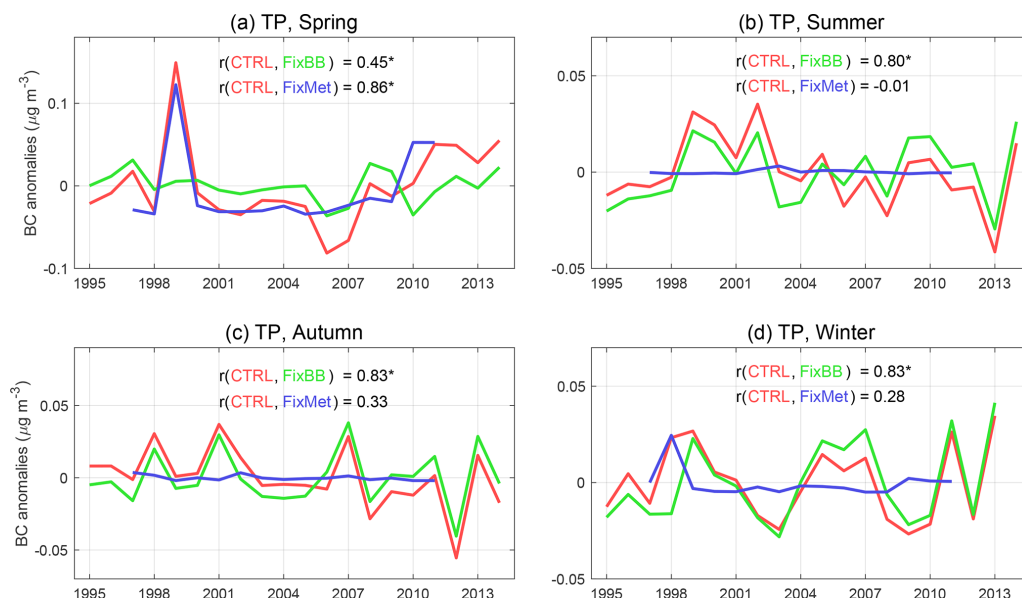 (a) TP, Spring
r(CTRL, FixBB) = 0.45*
r(CTRL, FixMet) = 0.86*
BC anomalies (μg m⁻³)
0.1
0
-0.1
1995 1998 2001 2004 2007 2010 2013
(b) TP, Summer
r(CTRL, FixBB) = 0.80*
r(CTRL, FixMet) = -0.01
0.05
0
-0.05
1995 1998 2001 2004 2007 2010 2013
(c) TP, Autumn
r(CTRL, FixBB) = 0.83*
r(CTRL, FixMet) = 0.33
BC anomalies (μg m⁻³)
0.05
0
-0.05
1995 1998 2001 2004 2007 2010 2013
(d) TP, Winter
r(CTRL, FixBB) = 0.83*
r(CTRL, FixMet) = 0.28
0.05
0
-0.05
1995 1998 2001 2004 2007 2010 2013